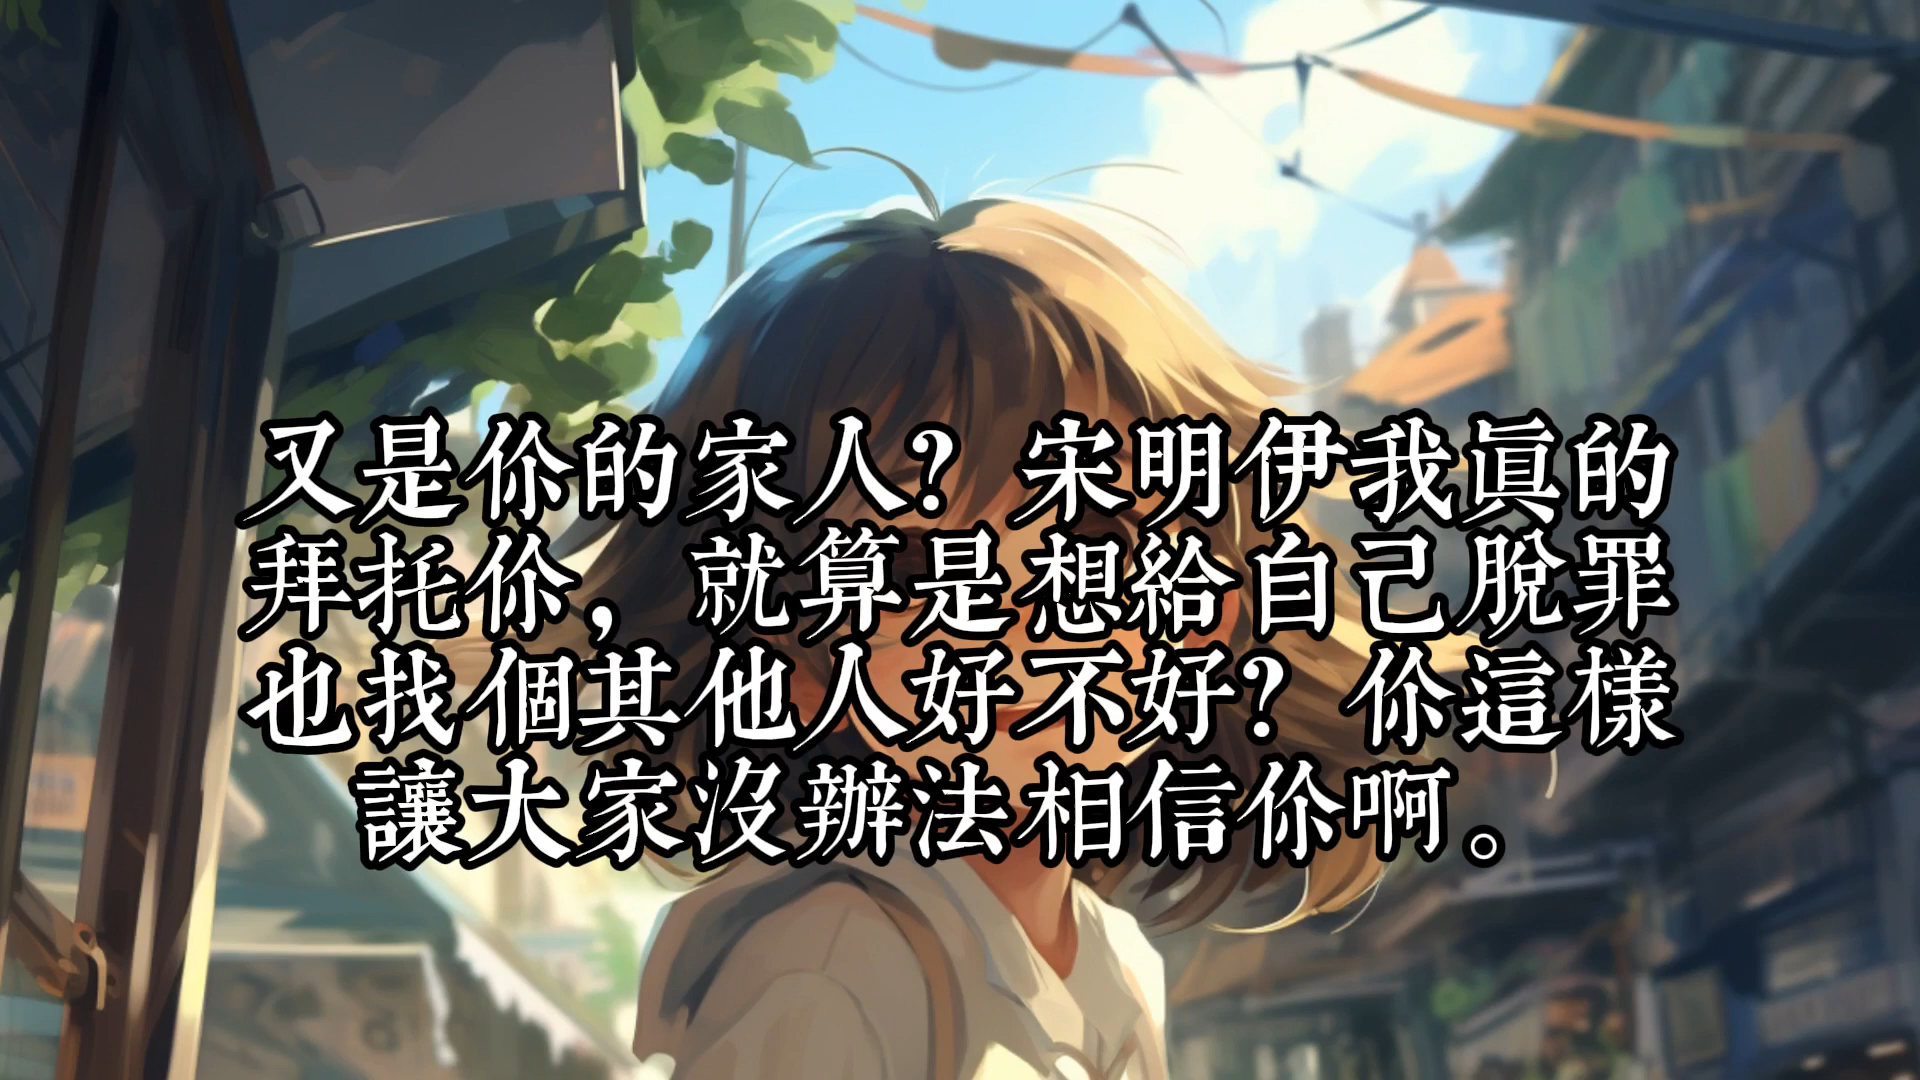 又是你的家人？宋明伊我真的
拜托你，就算是想給自己脫罪
也找個其他人好不好？你這樣
讓大家沒辦法相信你啊。